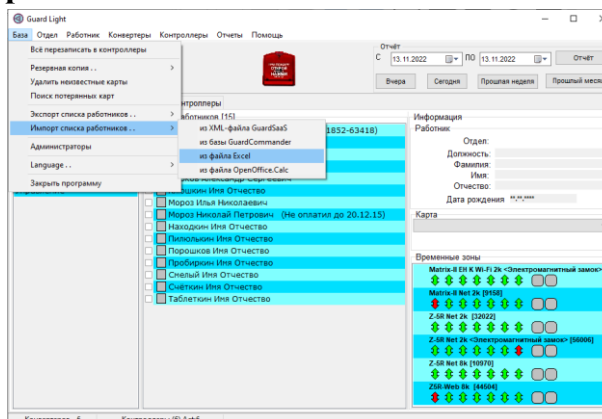 Guard Light
База Отдел Работник Конвертеры Контроллеры Отчеты Помощь
Всё перезаписать в контроллеры
Резервная копия . .
Удалить неизвестные карты
Поиск потерянных карт
Экспорт списка работников . .
Импорт списка работников . .
Администраторы
Language . .
Закрыть программу
из XML-файла GuardSaaS
из базы GuardCommander
из файла Excel
из файла OpenOffice.Calc
Отчёт
С 13.11.2022 ПО 13.11.2022 Отчёт
Вчера Сегодня Прошлая неделя Прошлый меся
нтроллеры
аботников [15]
1852-63418)
Мороз Илья Николаевич
Мороз Николай Петрович (Не оплатил до 20.12.15)
Находкин Имя Отчество
Пилюлькин Имя Отчество
Порошков Имя Отчество
Пробиркин Имя Отчество
Смелый Имя Отчество
Счёткин Имя Отчество
Таблеткин Имя Отчество
Информация
Работник
Отдел:
Должность:
Фамилия:
Имя:
Отчество:
Дата рождения **.**.****
Карта
Временные зоны
Matrix-II EH K Wi-Fi 2k <Электромагнитный замок>
Matrix-II Net 2k [9158]
Z-5R Net 2k [32022]
Z-5R Net 2k <Электромагнитный замок> [56006]
Z-5R Net 8k [10970]
Z5R-Web 8k [44504]